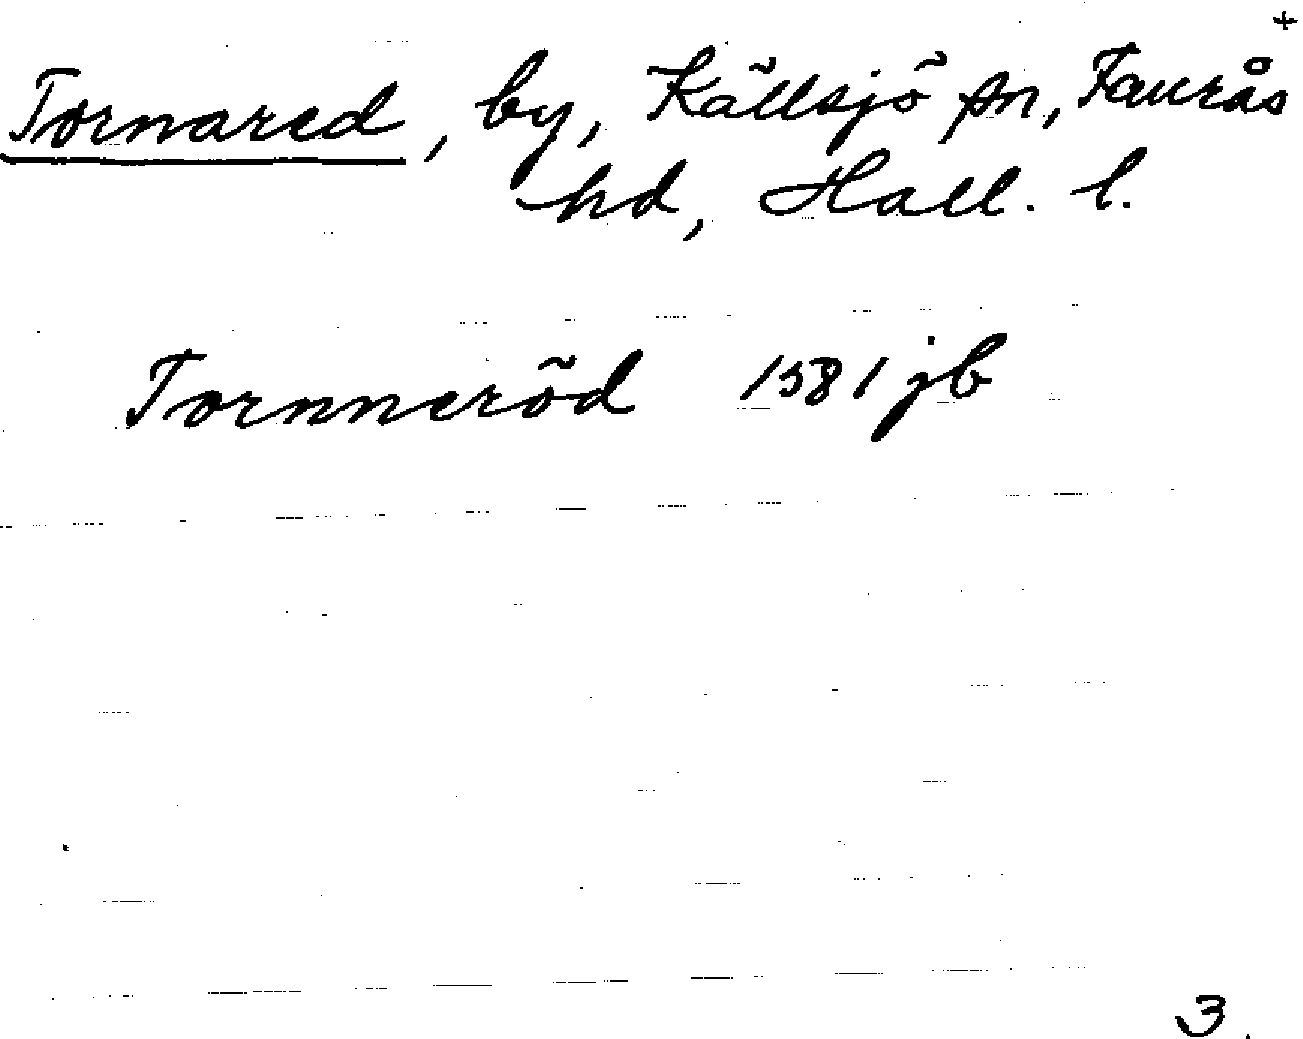 +
Tornared, by, Källsjö sn, Faurås
hd, Hall. l.
Tornneröd 1581 jb
3.